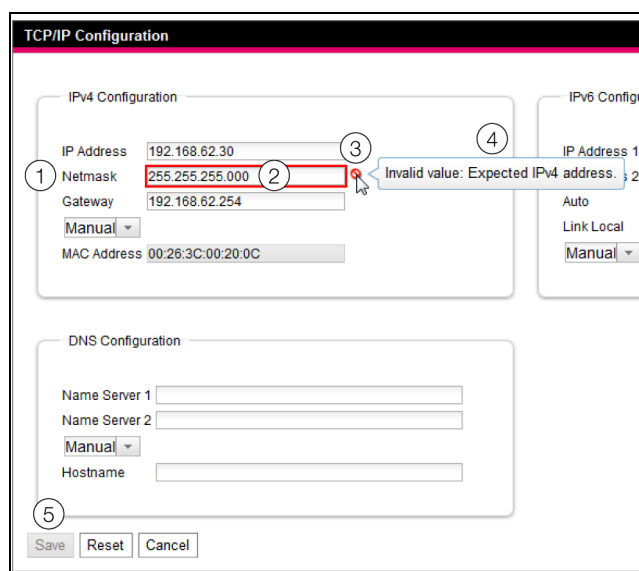 TCP/IP Configuration
IPv4 Configuration
IP Address 192.168.62.30
1 Netmask 255.255.255.000 2
3
4
Invalid value: Expected IPv4 address.
Gateway 192.168.62.254
Manual
MAC Address 00:26:3C:00:20:0C
IPv6 Configu
IP Address 1
s 2
Auto
Link Local
Manual
DNS Configuration
Name Server 1
Name Server 2
Manual
Hostname
5
Save Reset Cancel